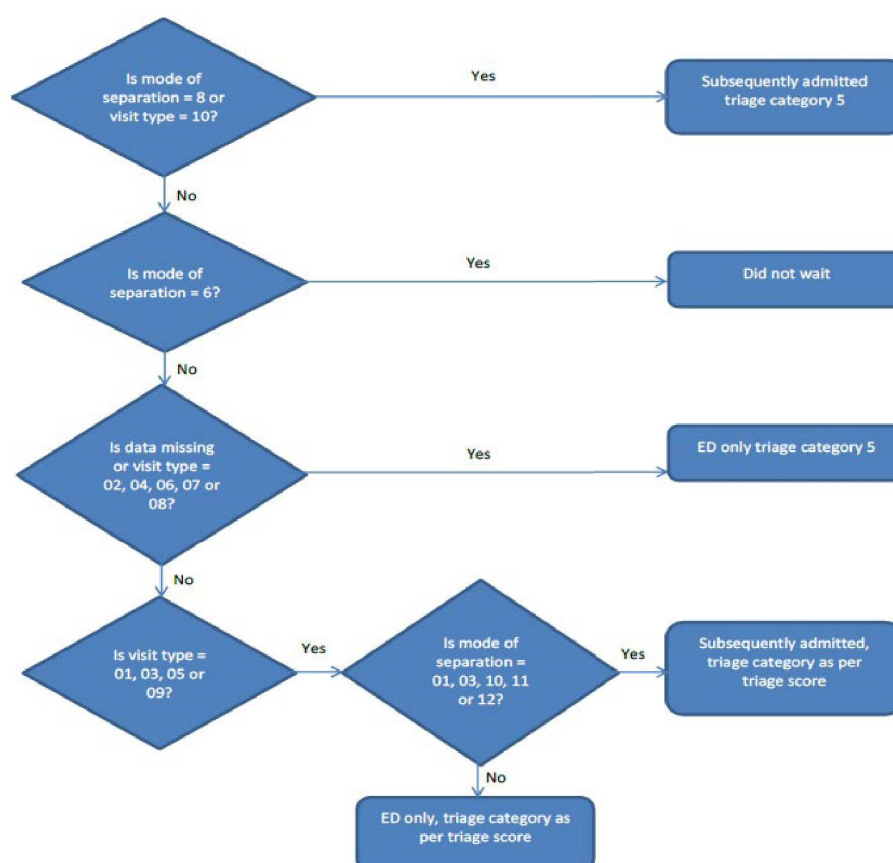 Is mode of
separation = 8 or
visit type = 10?
Yes
Subsequently admitted
triage category 5
No
Is mode of
separation = 6?
Yes
Did not wait
No
Is data missing
or visit type =
02, 04, 06, 07 or
08?
Yes
ED only triage category 5
No
Is visit type =
01, 03, 05 or
09?
Yes
Is mode of
separation =
01, 03, 10, 11
or 12?
Yes
Subsequently admitted,
triage category as per
triage score
No
ED only, triage category as
per triage score